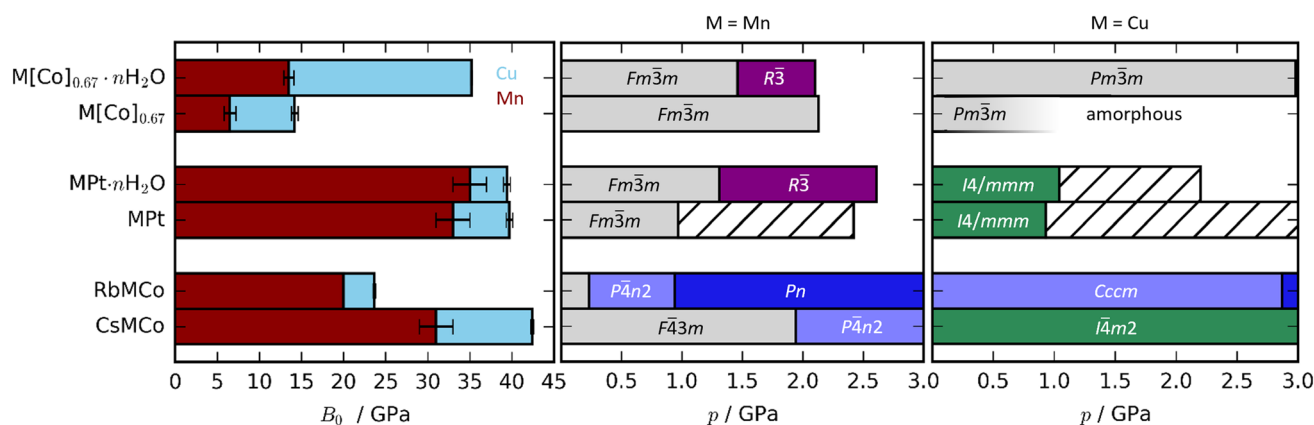 M = Mn
M = Cu
M[Co]₀.₆₇ · nH₂O
Cu
Fm3̅m
R3̅
Pm3̅m
Mn
M[Co]₀.₆₇
Fm3̅m
Pm3̅m
amorphous
MPt·nH₂O
Fm3̅m
R3̅
I4/mmm
MPt
Fm3̅m
I4/mmm
RbMCo
P4̅n2
Pn
Cccm
CsMCo
F4̅3m
P4̅n2
I4̅m2
0 5 10 15 20 25 30 35 40 45
0.5 1.0 1.5 2.0 2.5 3.0
0.5 1.0 1.5 2.0 2.5 3.0
B₀ / GPa
p / GPa
p / GPa